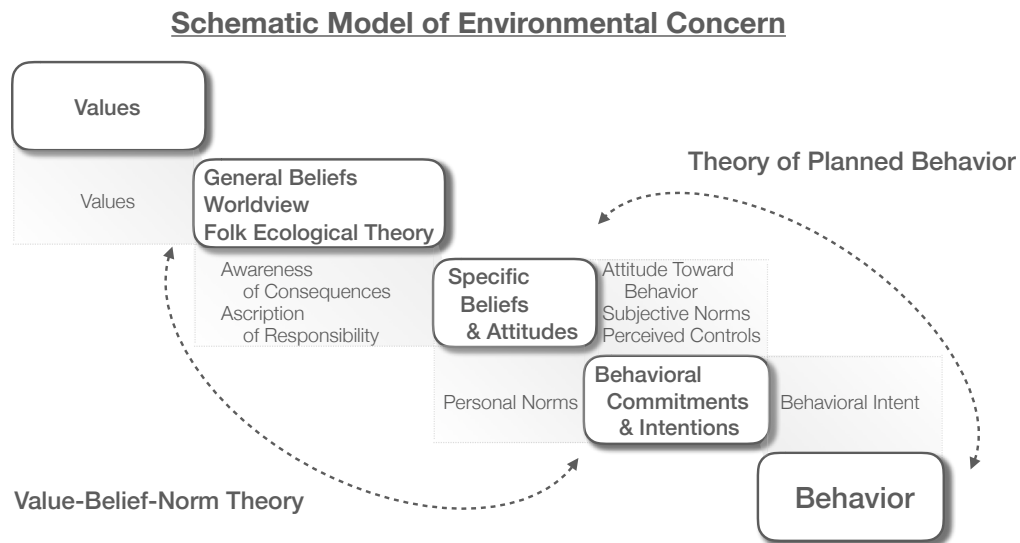 Schematic Model of Environmental Concern
Values
Theory of Planned Behavior
Values
General Beliefs
Worldview
Folk Ecological Theory
Awareness
of Consequences
Ascription
of Responsibility
Specific
Beliefs
& Attitudes
Attitude Toward
Behavior
Subjective Norms
Perceived Controls
Personal Norms
Behavioral
Commitments
& Intentions
Behavioral Intent
Value-Belief-Norm Theory
Behavior